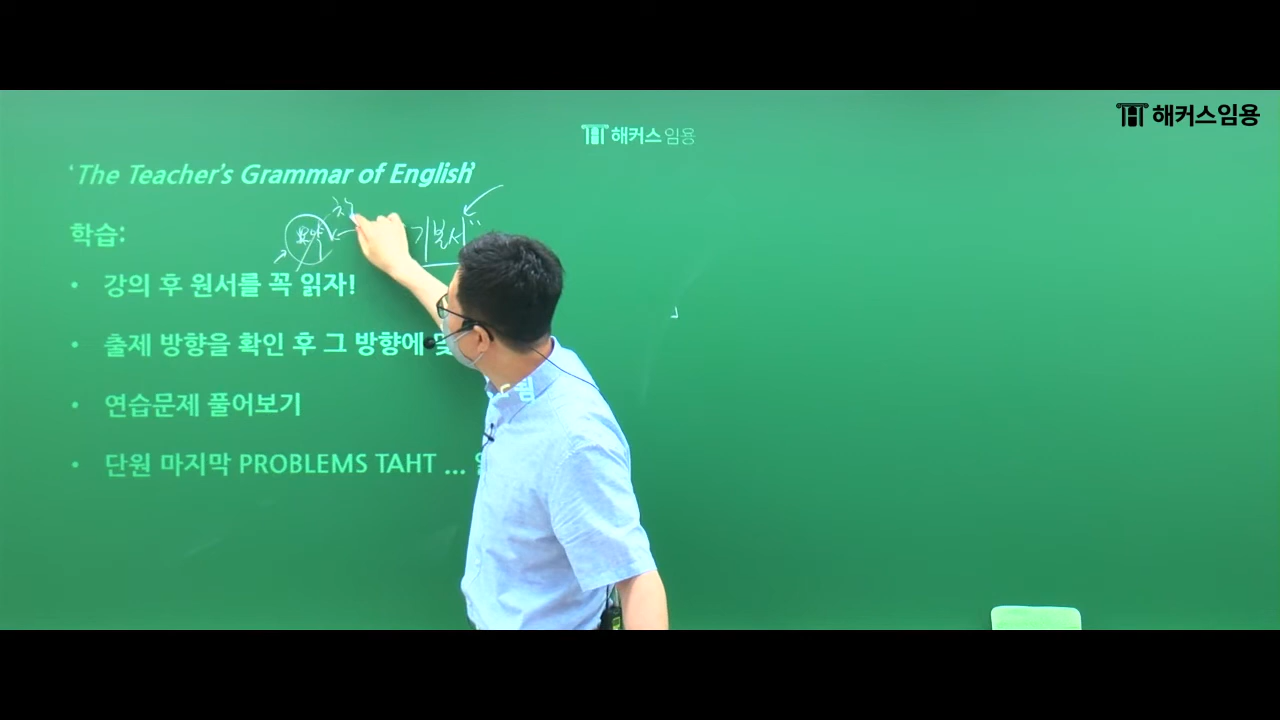 해커스임용
해커스 임용
‘The Teacher's Grammar of English’
학습:
요약
기본서
• 강의 후 원서를 꼭 읽자!
• 출제 방향을 확인 후 그 방향에
• 연습문제 풀어보기
• 단원 마지막 PROBLEMS TAHT ...